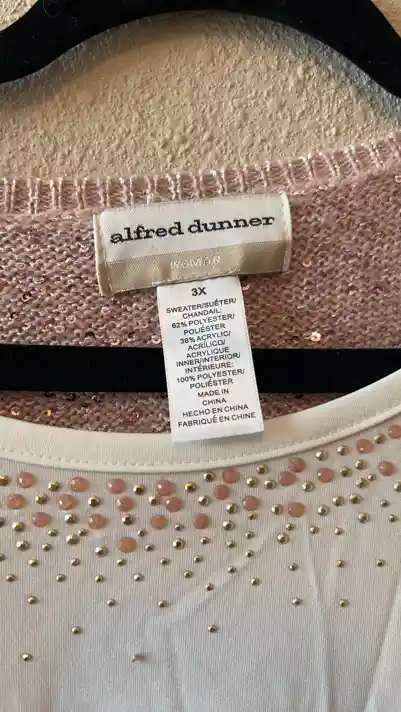 alfred dunner
WOMAN
3X
SWEATER/SUÉTER/
CHANDAIL:
62% POLYESTER/
POLIÉSTER
38% ACRYLIC/
ACRÍLICO/
ACRYLIQUE
INNER/INTERIOR/
INTÉRIEURE:
100% POLYESTER/
POLIÉSTER
MADE IN
CHINA
HECHO EN CHINA
FABRIQUÉ EN CHINE